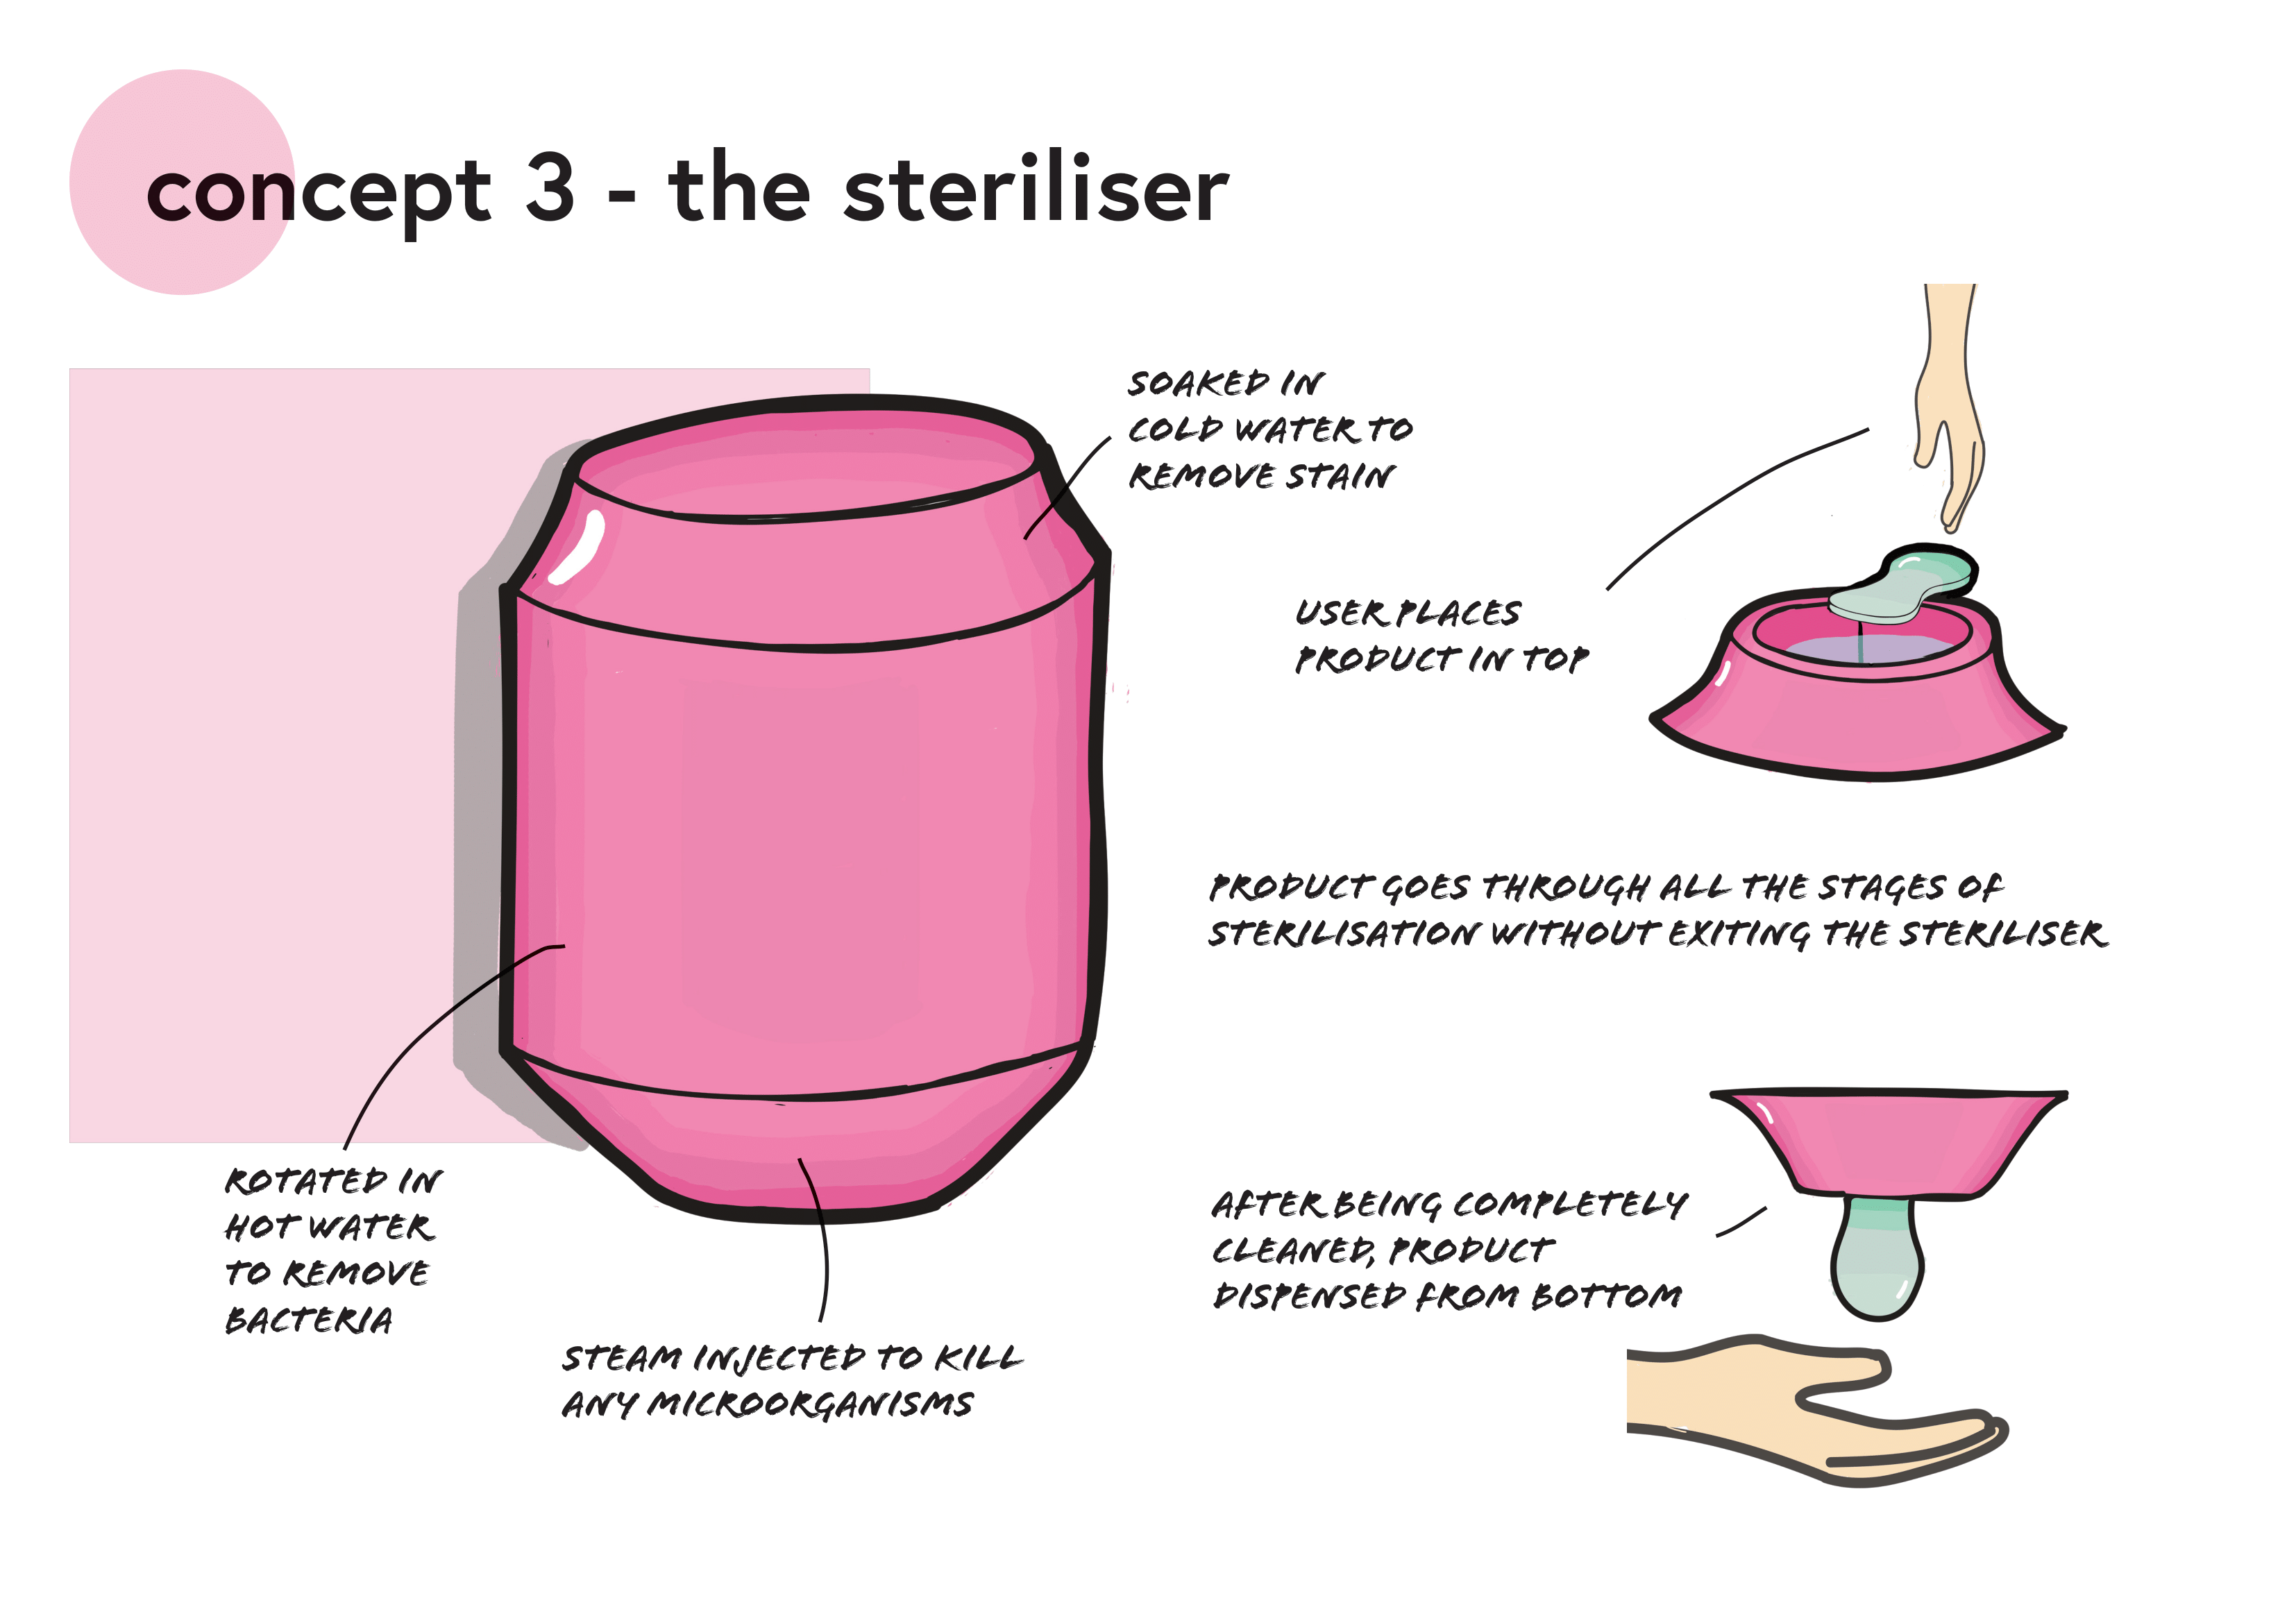 concept 3 - the steriliser
SOAKED IN
COLD WATER TO
REMOVE STAIN
USER PLACES
PRODUCT IN TOP
PRODUCT GOES THROUGH ALL THE STAGES OF
STERILISATION WITHOUT EXITING THE STERILISER
ROTATED IN
HOT WATER
TO REMOVE
BACTERIA
STEAM INJECTED TO KILL
ANY MICROORGANISMS
AFTER BEING COMPLETELY
CLEANED, PRODUCT
DISPENSED FROM BOTTOM